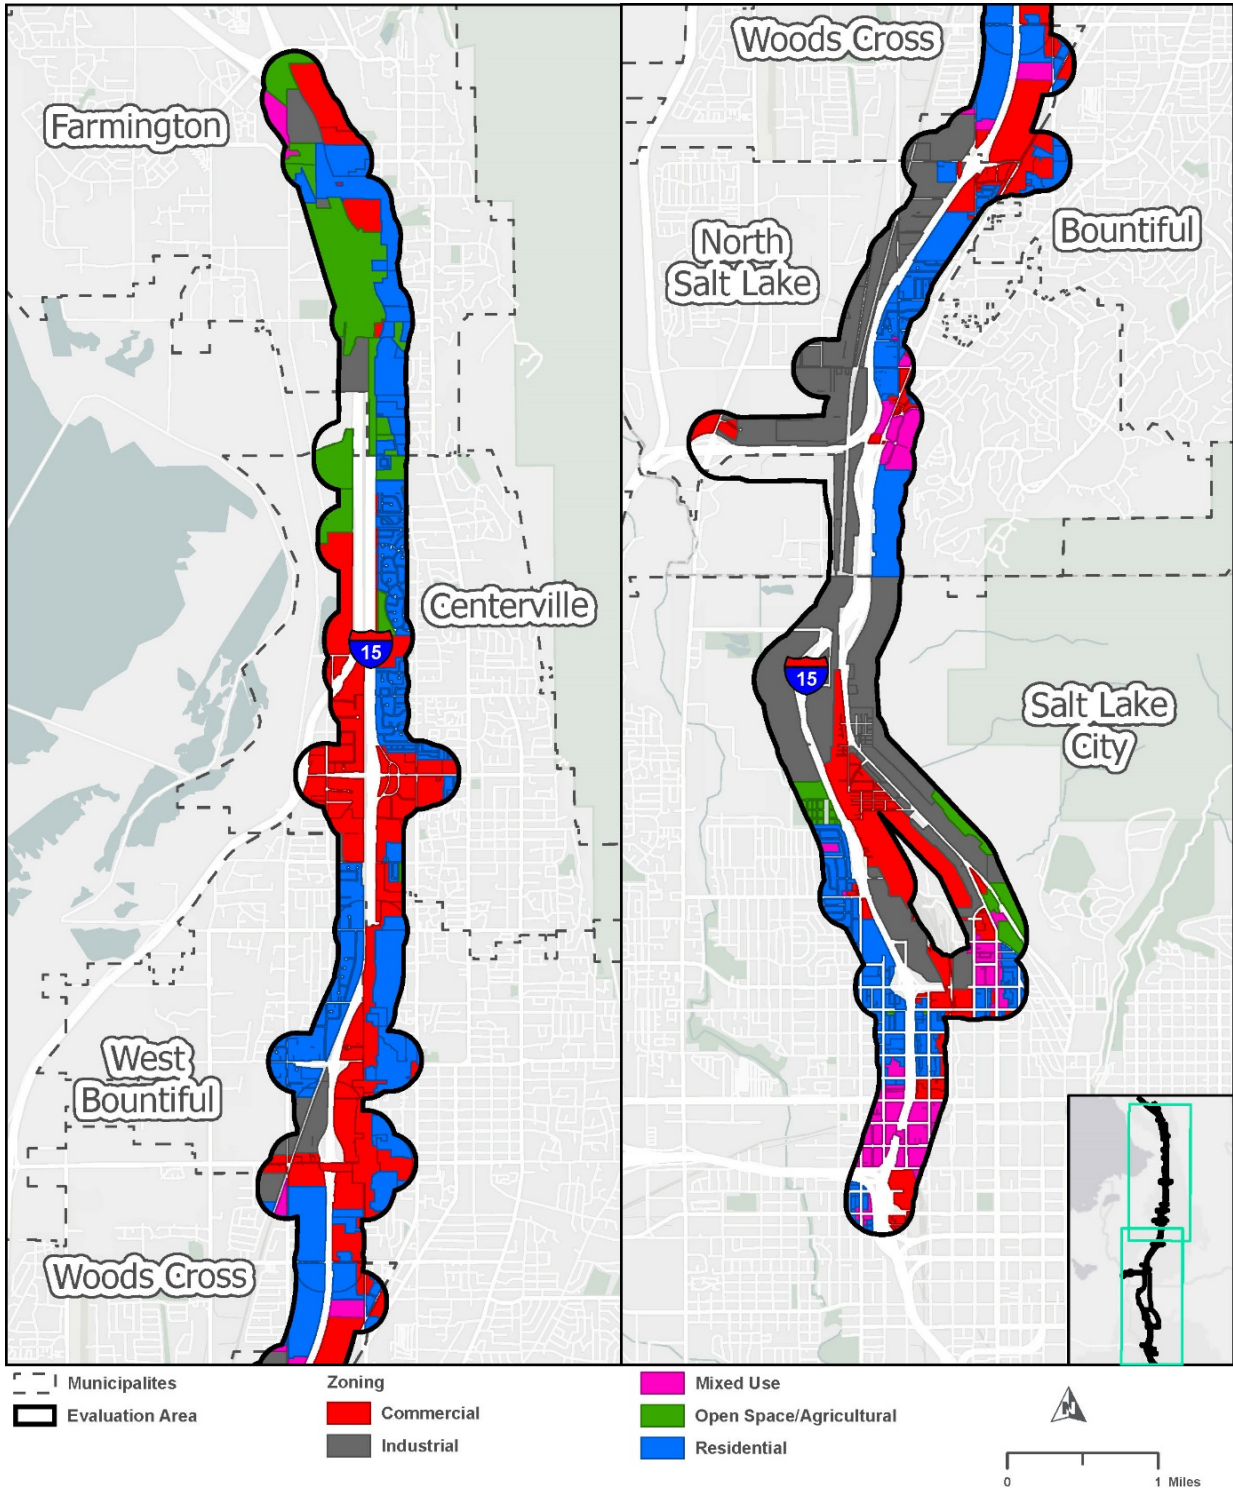 Farmington
Centerville
15
West
Bountiful
Woods Cross
Woods Cross
Bountiful
North
Salt Lake
15
Salt Lake
City
Municipalites
Evaluation Area
Zoning
Commercial
Industrial
Mixed Use
Open Space/Agricultural
Residential
N
0 1 Miles